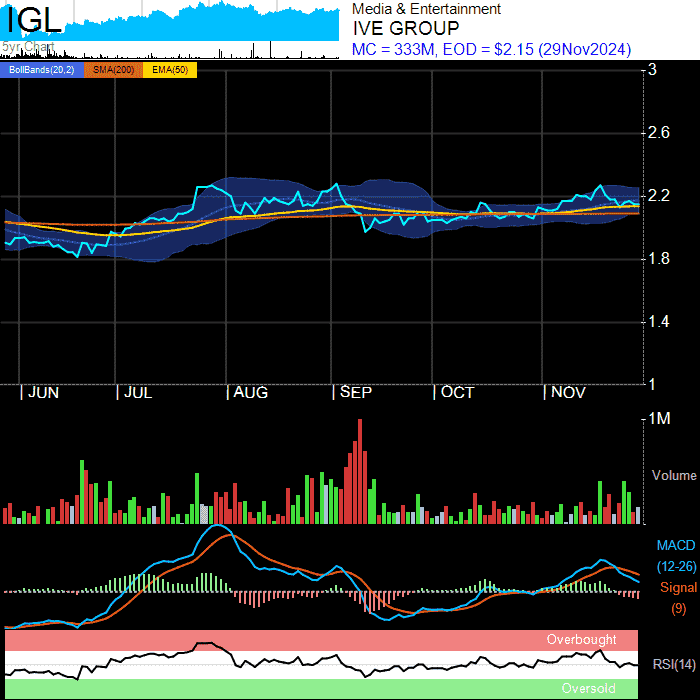 IGL
5yr Chart
Media & Entertainment
IVE GROUP
MC = 333M, EOD = $2.15 (29Nov2024)
BollBands(20,2) SMA(200) EMA(50)
3
2.6
2.2
1.8
1.4
1
JUN JUL AUG SEP OCT NOV
1M
Volume
MACD
(12-26)
Signal
(9)
Overbought
RSI(14)
Oversold